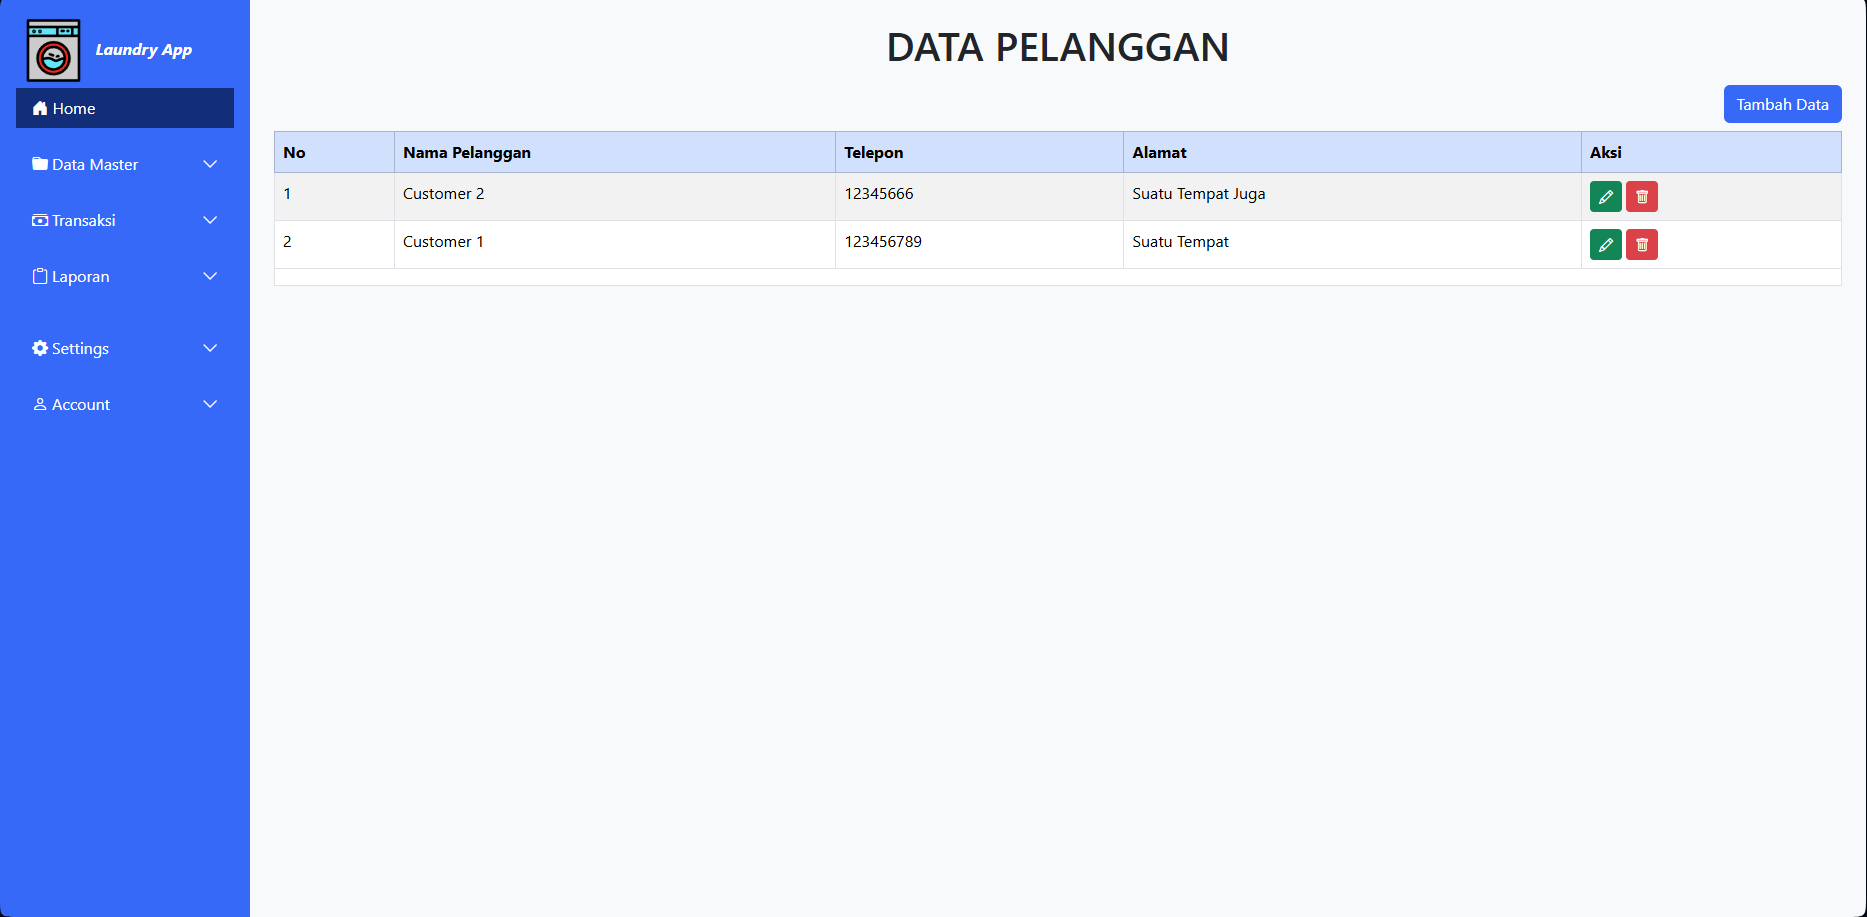 Laundry App
Home
Data Master
Transaksi
Laporan
Settings
Account
DATA PELANGGAN
Tambah Data
No Nama Pelanggan Telepon Alamat Aksi
1 Customer 2 12345666 Suatu Tempat Juga
2 Customer 1 123456789 Suatu Tempat